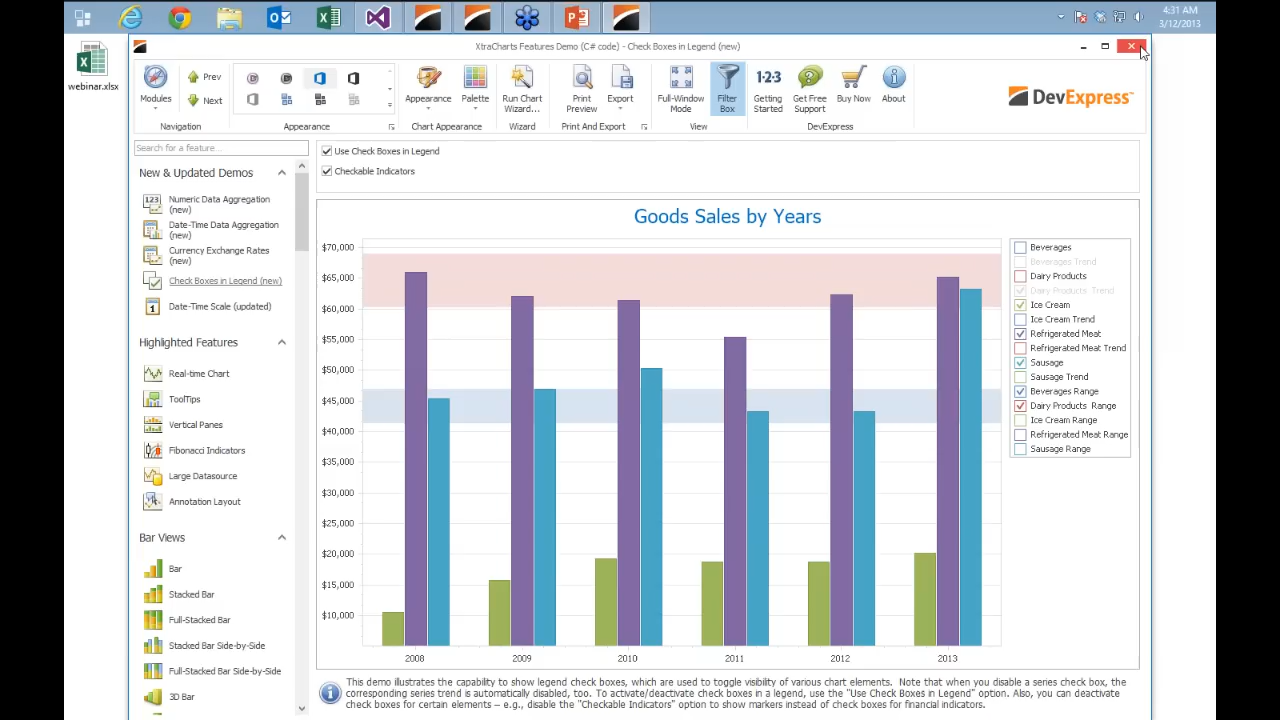 4:31 AM
3/12/2013
webinar.xlsx
XtraCharts Features Demo (C# code) - Check Boxes in Legend (new)
Modules
Prev
Next
Navigation
Appearance
Appearance
Palette
Chart Appearance
Run Chart
Wizard...
Wizard
Print
Preview
Export
Print And Export
Full-Window
Mode
Filter
Box
View
1·2·3
Getting
Started
Get Free
Support
Buy Now
About
DevExpress
DevExpress™
Search for a feature...
New & Updated Demos
123
Numeric Data Aggregation
(new)
Date-Time Data Aggregation
(new)
Currency Exchange Rates
(new)
Check Boxes in Legend (new)
1
Date-Time Scale (updated)
Highlighted Features
Real-time Chart
ToolTips
Vertical Panes
Fibonacci Indicators
Large Datasource
Annotation Layout
Bar Views
Bar
Stacked Bar
Full-Stacked Bar
Stacked Bar Side-by-Side
Full-Stacked Bar Side-by-Side
3D Bar
Use Check Boxes in Legend
Checkable Indicators
Goods Sales by Years
$70,000
$65,000
$60,000
$55,000
$50,000
$45,000
$40,000
$35,000
$30,000
$25,000
$20,000
$15,000
$10,000
2008 2009 2010 2011 2012 2013
Beverages
Beverages Trend
Dairy Products
Dairy Products Trend
Ice Cream
Ice Cream Trend
Refrigerated Meat
Refrigerated Meat Trend
Sausage
Sausage Trend
Beverages Range
Dairy Products Range
Ice Cream Range
Refrigerated Meat Range
Sausage Range
This demo illustrates the capability to show legend check boxes, which are used to toggle visibility of various chart elements. Note that when you disable a series check box, the
corresponding series trend is automatically disabled, too. To activate/deactivate check boxes in a legend, use the "Use Check Boxes in Legend" option. Also, you can deactivate
check boxes for certain elements – e.g., disable the "Checkable Indicators" option to show markers instead of check boxes for financial indicators.